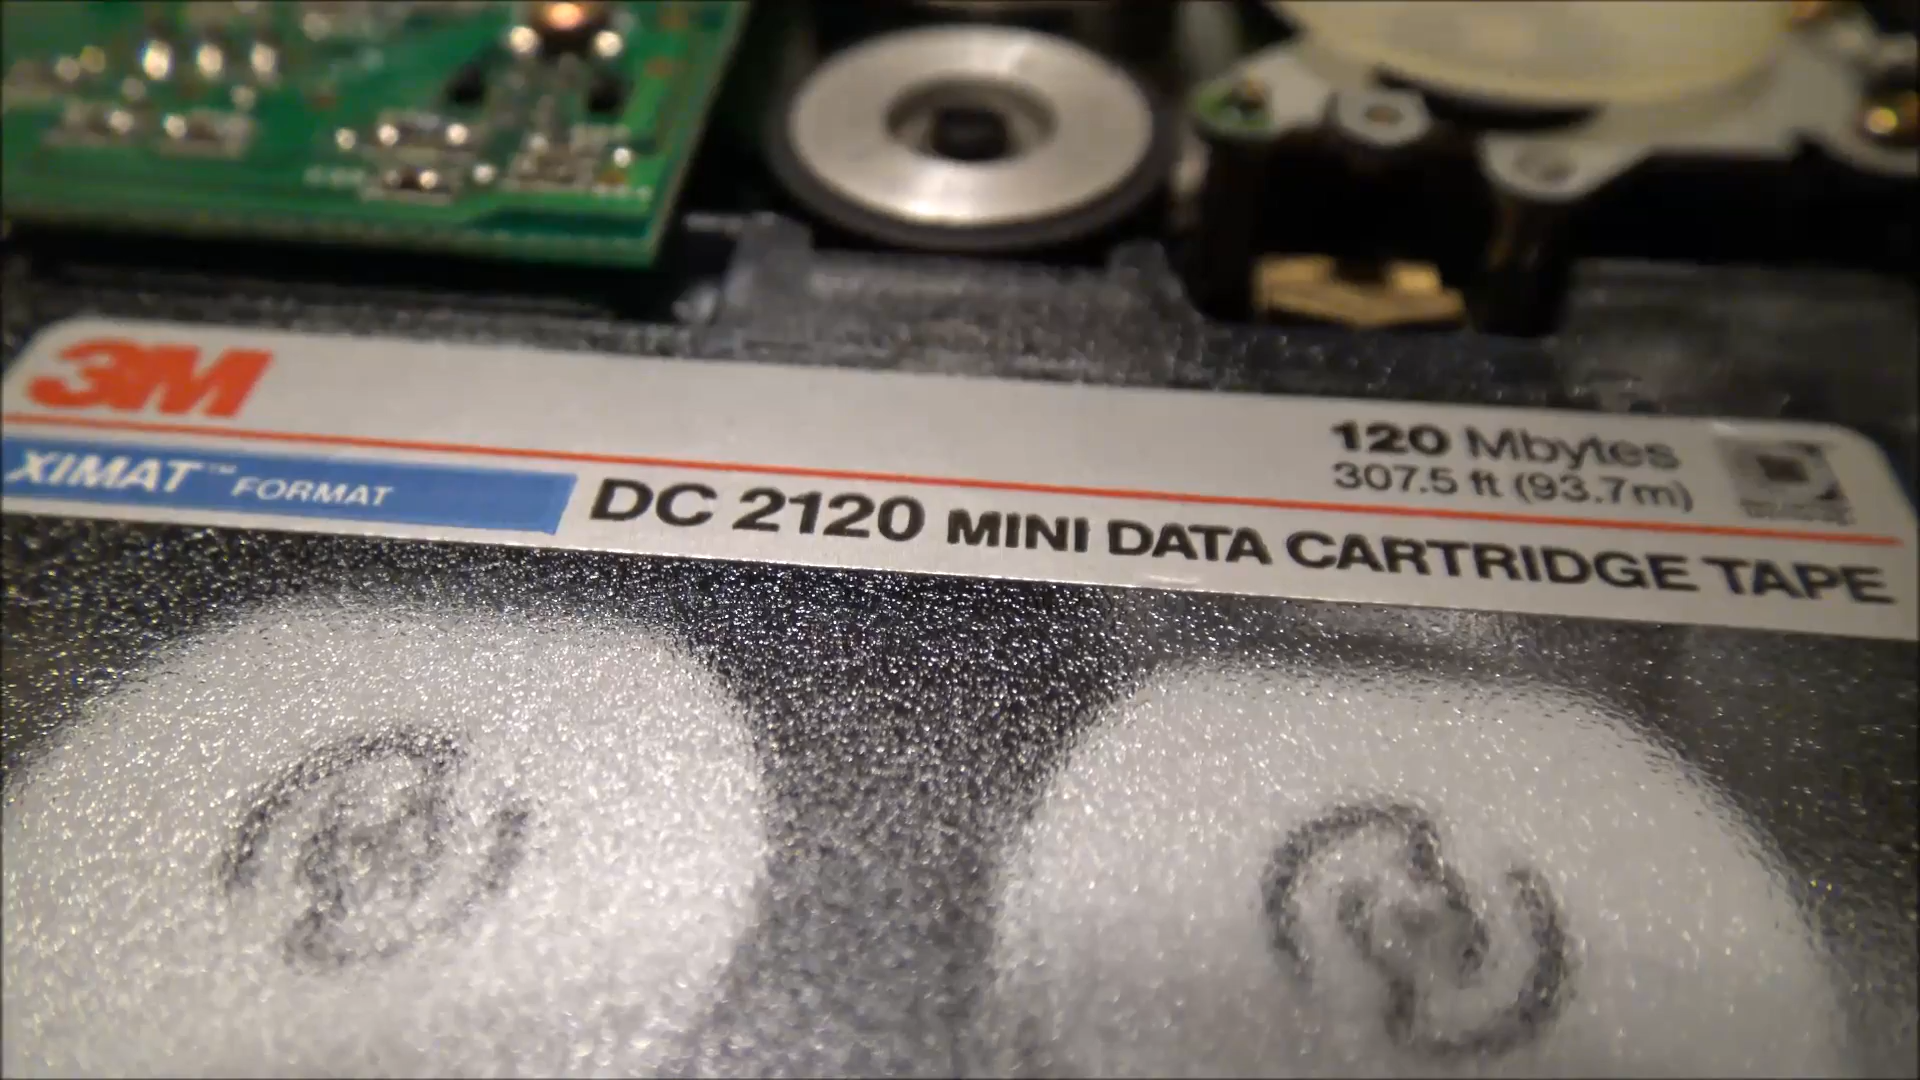 3M
120 Mbytes
307.5 ft (93.7m)
XIMAT™ FORMAT
DC 2120 MINI DATA CARTRIDGE TAPE